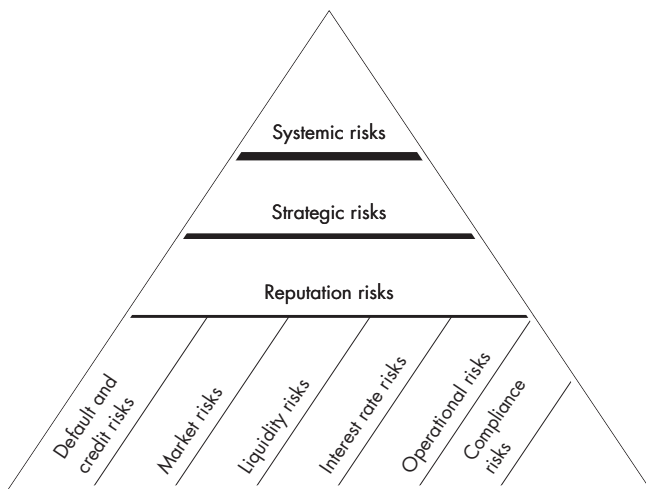 Systemic risks
Strategic risks
Reputation risks
Default and
credit risks
Market risks
Liquidity risks
Interest rate risks
Operational risks
Compliance
risks